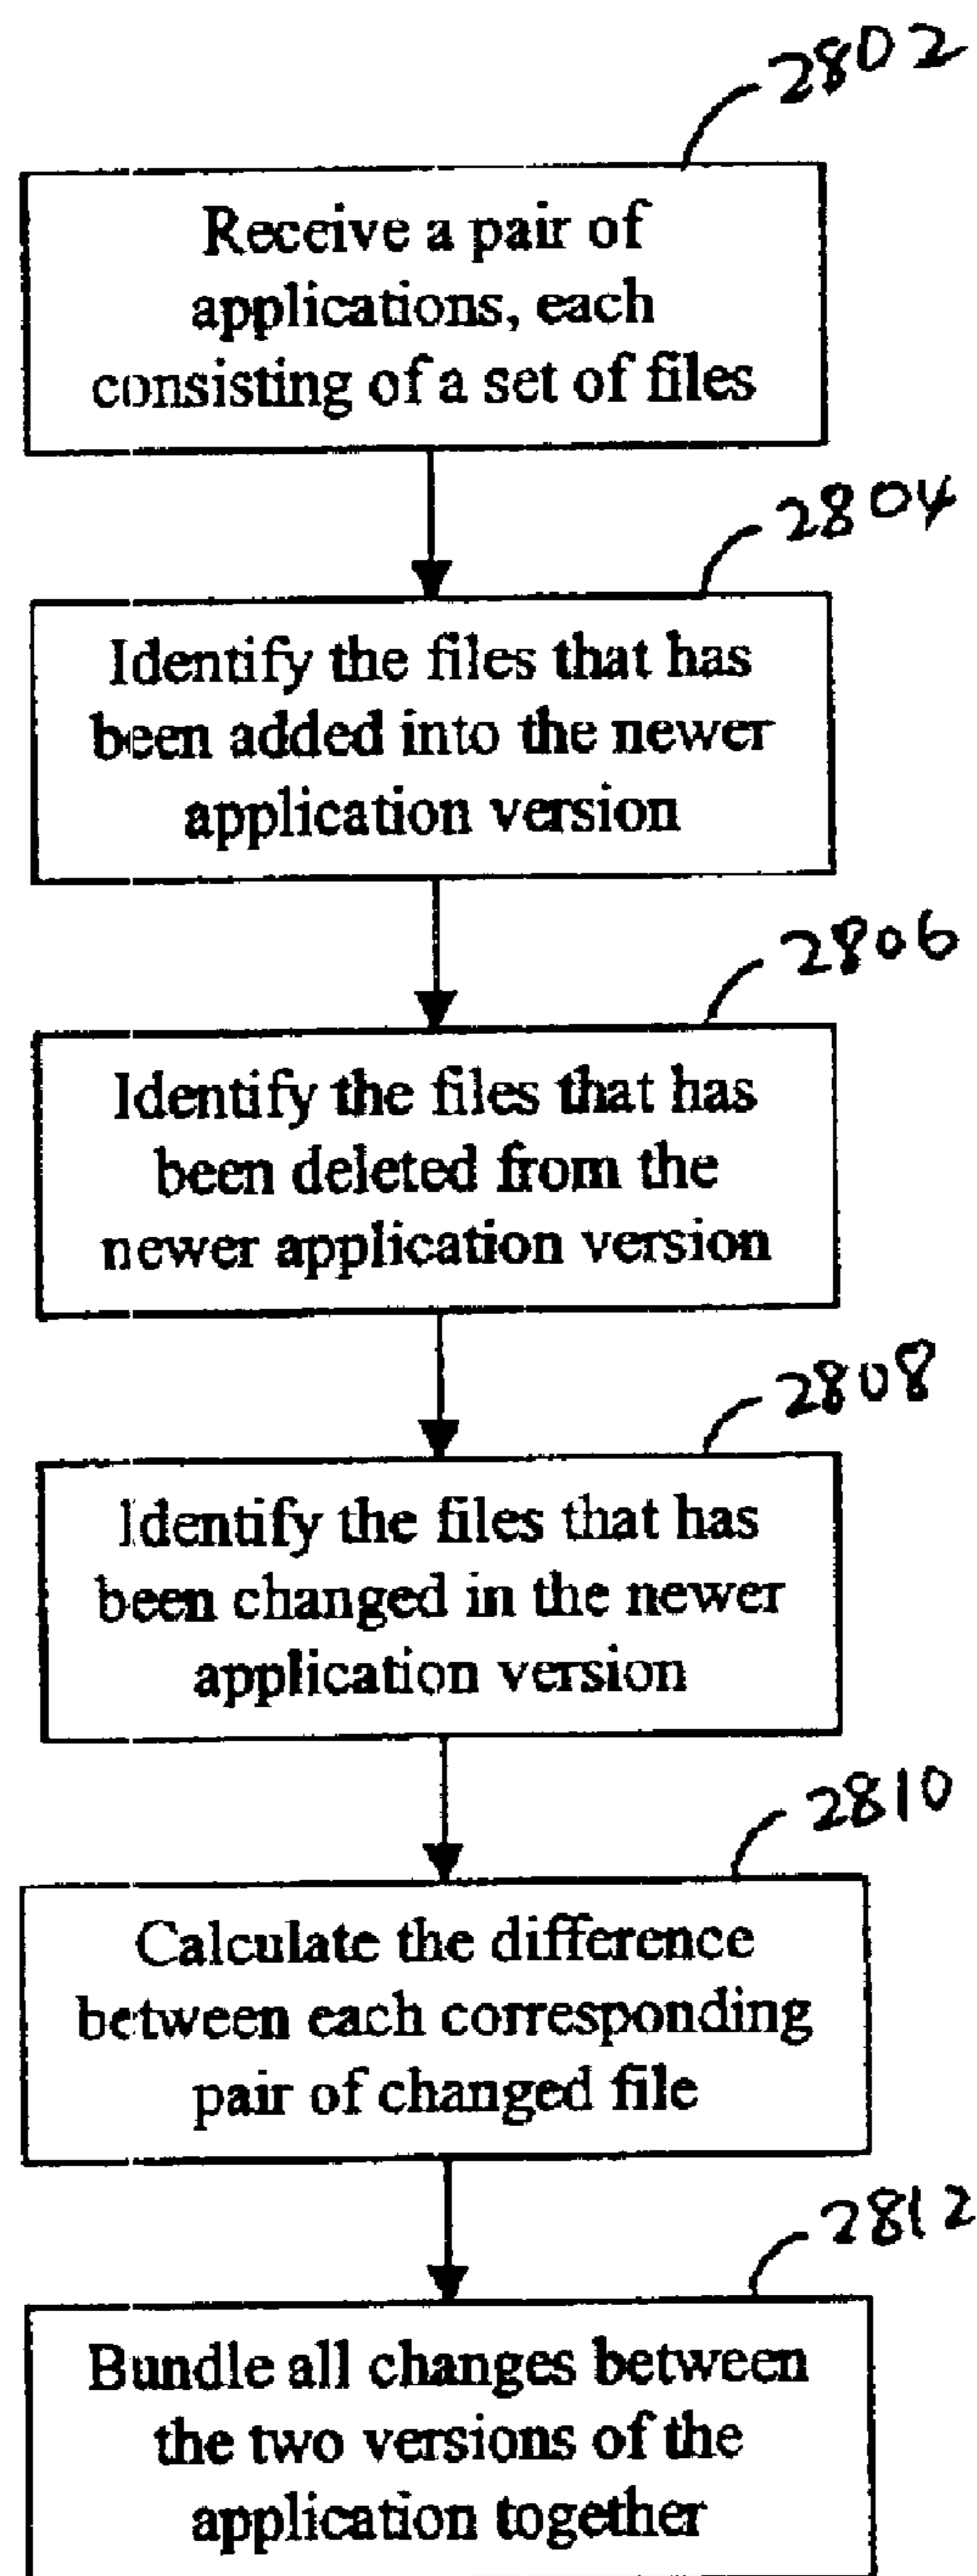 2802
Receive a pair of
applications, each
consisting of a set of files
2804
Identify the files that has
been added into the newer
application version
2806
Identify the files that has
been deleted from the
newer application version
2808
Identify the files that has
been changed in the newer
application version
2810
Calculate the difference
between each corresponding
pair of changed file
2812
Bundle all changes between
the two versions of the
application together